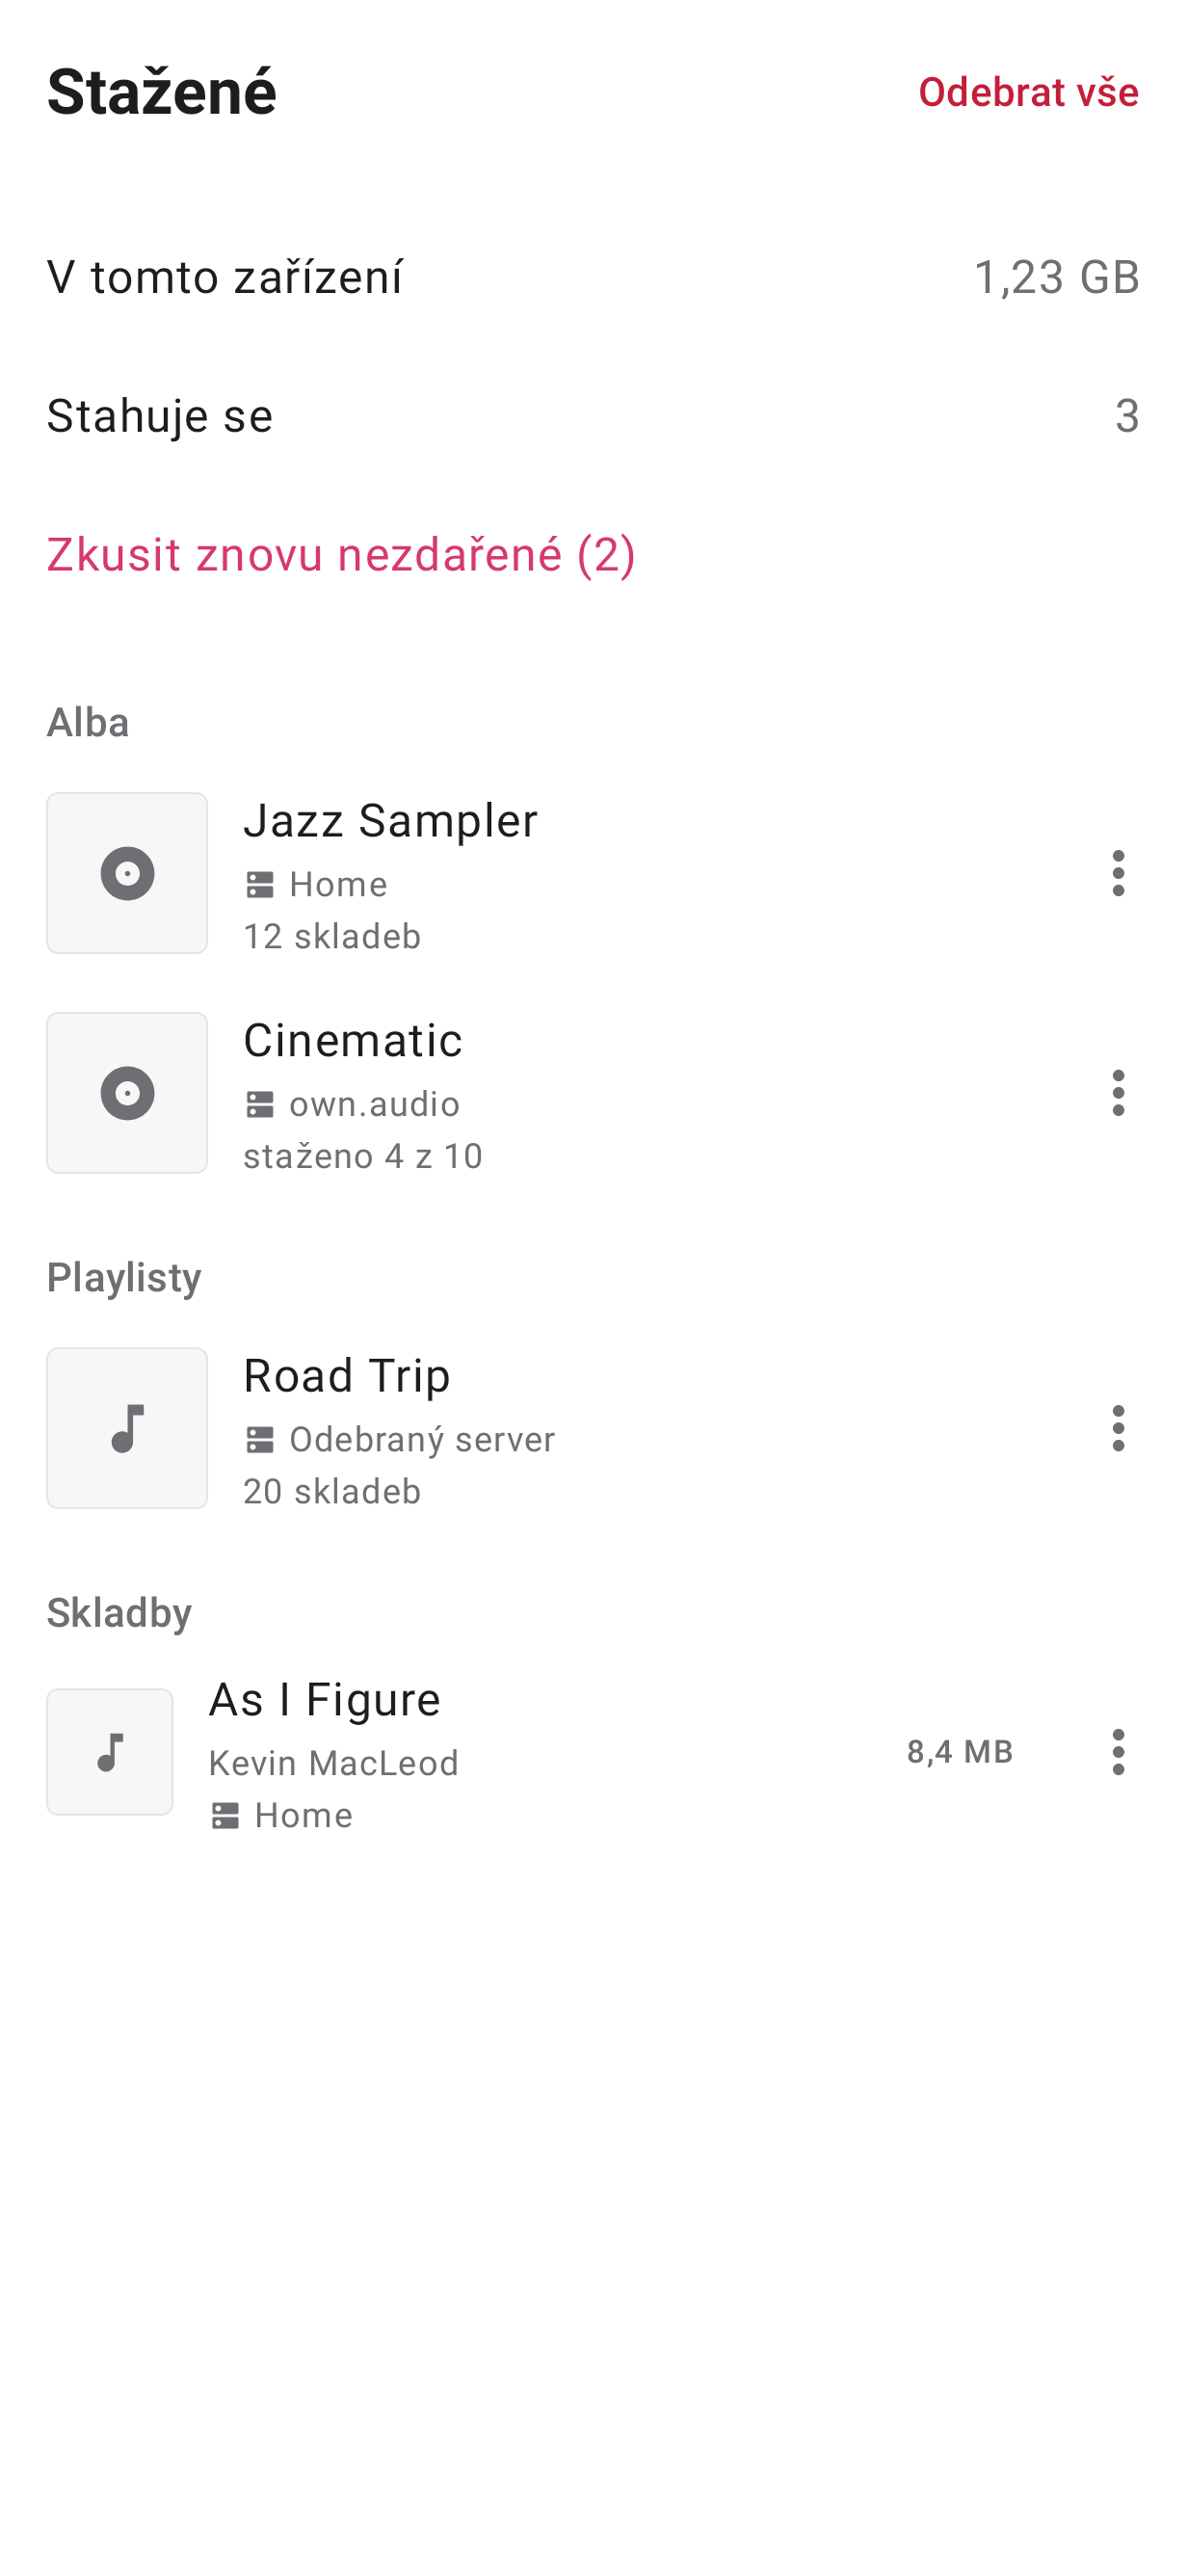 Stažené
Odebrat vše
V tomto zařízení
1,23 GB
Stahuje se
3
Zkusit znovu nezdařené (2)
Alba
Jazz Sampler
Home
12 skladeb
Cinematic
own.audio
staženo 4 z 10
Playlisty
Road Trip
Odebraný server
20 skladeb
Skladby
As I Figure
Kevin MacLeod
Home
8,4 MB